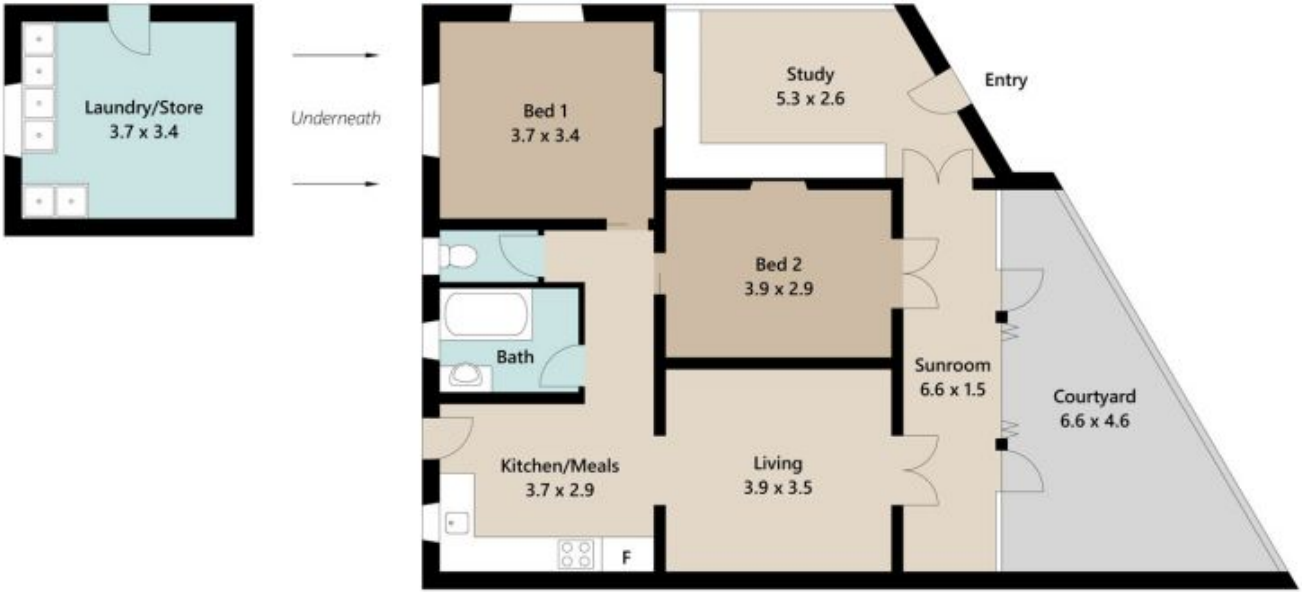 Laundry/Store
3.7 x 3.4
Underneath
Bed 1
3.7 x 3.4
Study
5.3 x 2.6
Entry
Bed 2
3.9 x 2.9
Bath
Sunroom
6.6 x 1.5
Courtyard
6.6 x 4.6
Kitchen/Meals
3.7 x 2.9
Living
3.9 x 3.5
F